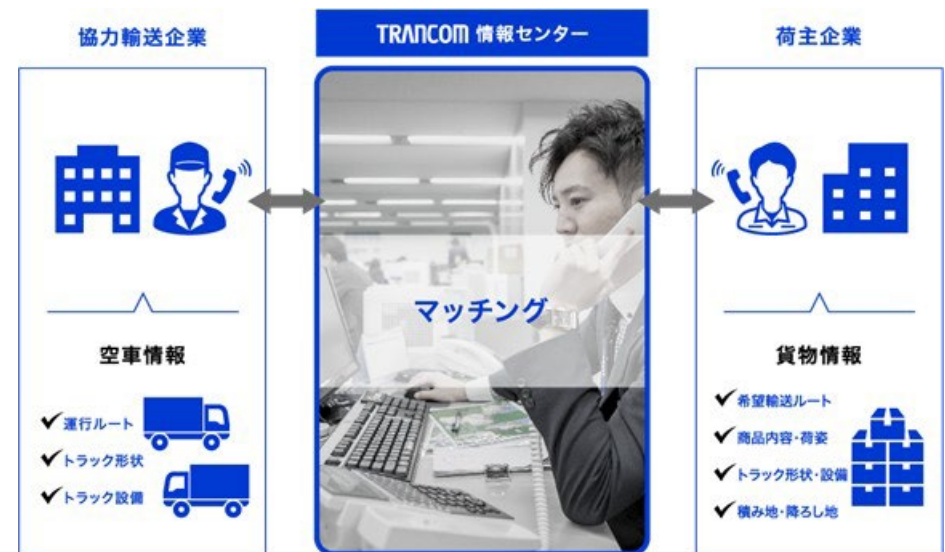 協力輸送企業
空車情報
運行ルート
トラック形状
トラック設備
TRANCOM 情報センター
マッチング
荷主企業
貨物情報
希望輸送ルート
商品内容・荷姿
トラック形状・設備
積み地・降ろし地